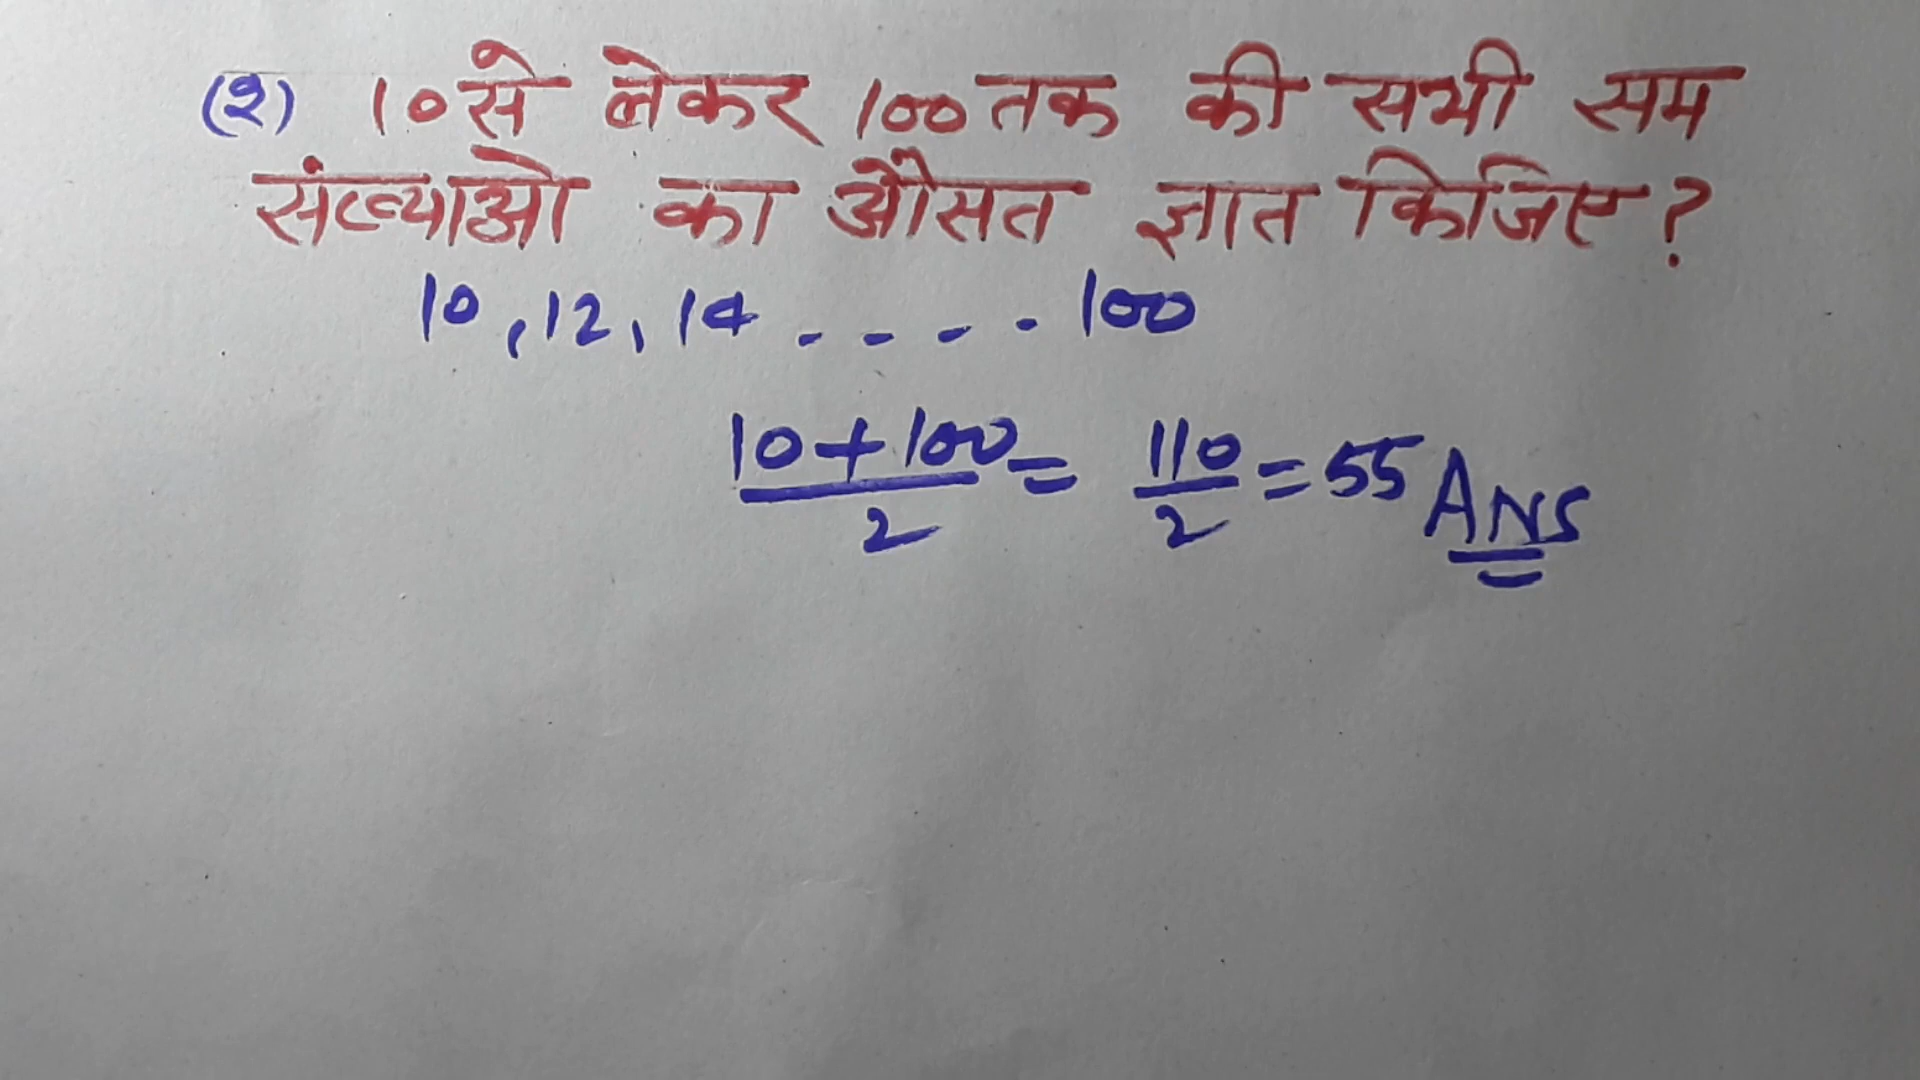 (२) 10 से लेकर 100 तक की सभी सम
संख्याओ का औसत ज्ञात किजिए?
10, 12, 14 - - - - 100
10+100/2 = 110/2 = 55 ANS